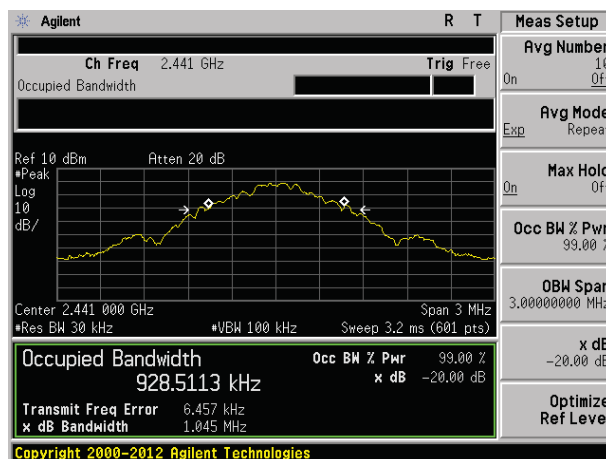 Agilent R T
Ch Freq 2.441 GHz Trig Free
Occupied Bandwidth
Ref 10 dBm Atten 20 dB
#Peak
Log
10
dB/
Center 2.441 000 GHz Span 3 MHz
#Res BW 30 kHz #VBW 100 kHz Sweep 3.2 ms (601 pts)
Occupied Bandwidth Occ BW % Pwr 99.00 %
928.5113 kHz x dB -20.00 dB
Transmit Freq Error 6.457 kHz
x dB Bandwidth 1.045 MHz
Copyright 2000-2012 Agilent Technologies
Meas Setup
Avg Number
10
On Of
Avg Mode
Exp Repea
Max Hold
On Of
Occ BW % Pwr
99.00 %
OBW Span
3.00000000 MHz
x dB
-20.00 dB
Optimize
Ref Level